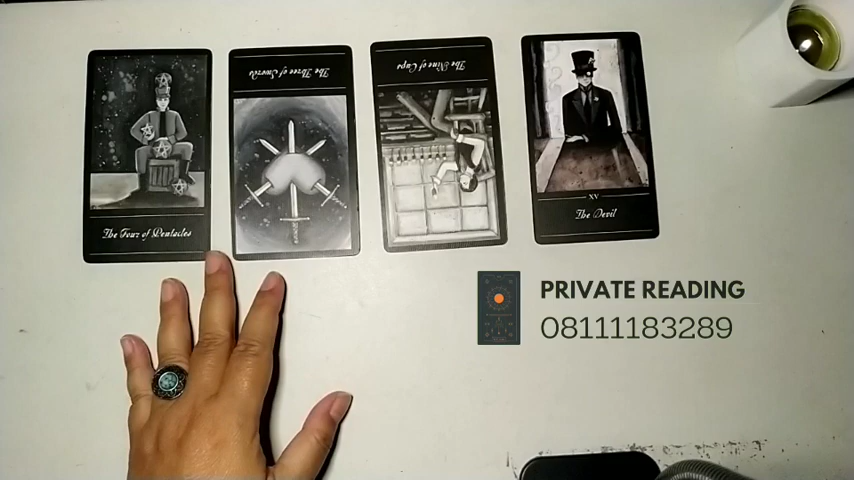 The Four of Pentacles
The Three of Swords
The Nine of Cups
XV
The Devil
PRIVATE READING
08111183289